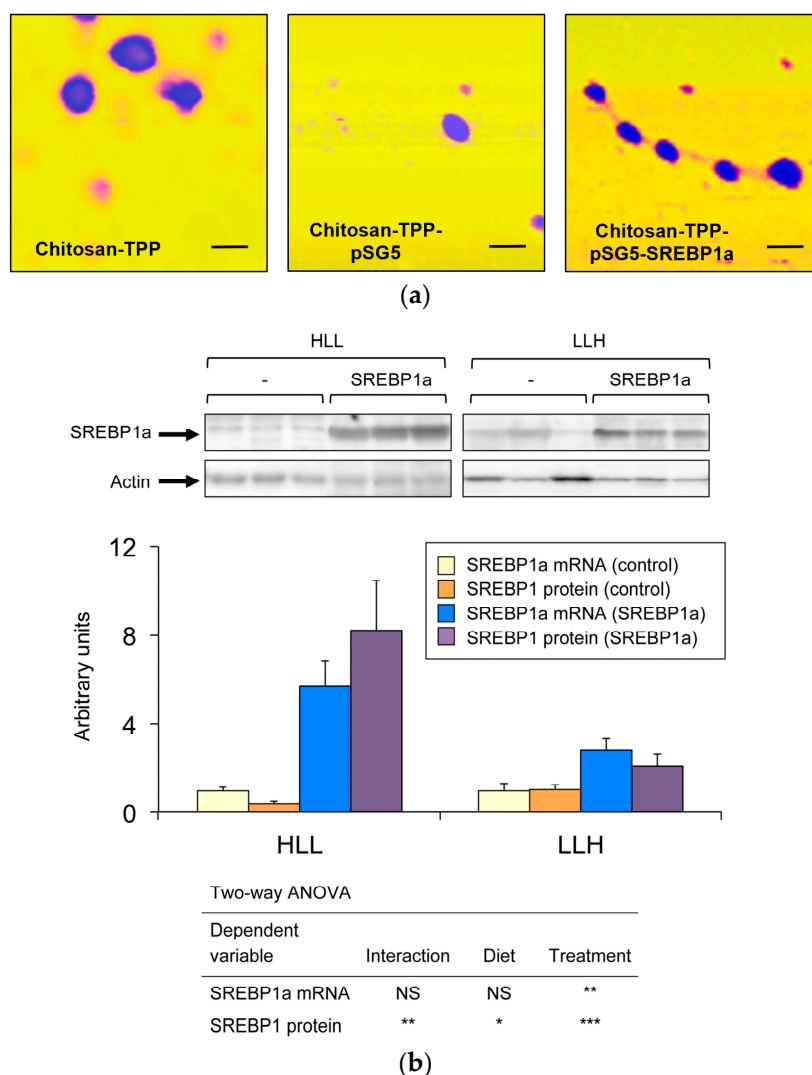 Chitosan-TPP
Chitosan-TPP-
pSG5
Chitosan-TPP-
pSG5-SREBP1a
(a)
HLL
LLH
-
SREBP1a
-
SREBP1a
SREBP1a
Actin
12
8
4
0
Arbitrary units
SREBP1a mRNA (control)
SREBP1 protein (control)
SREBP1a mRNA (SREBP1a)
SREBP1 protein (SREBP1a)
HLL
LLH
Two-way ANOVA
Dependent
variable Interaction Diet Treatment
SREBP1a mRNA NS NS **
SREBP1 protein ** * ***
(b)